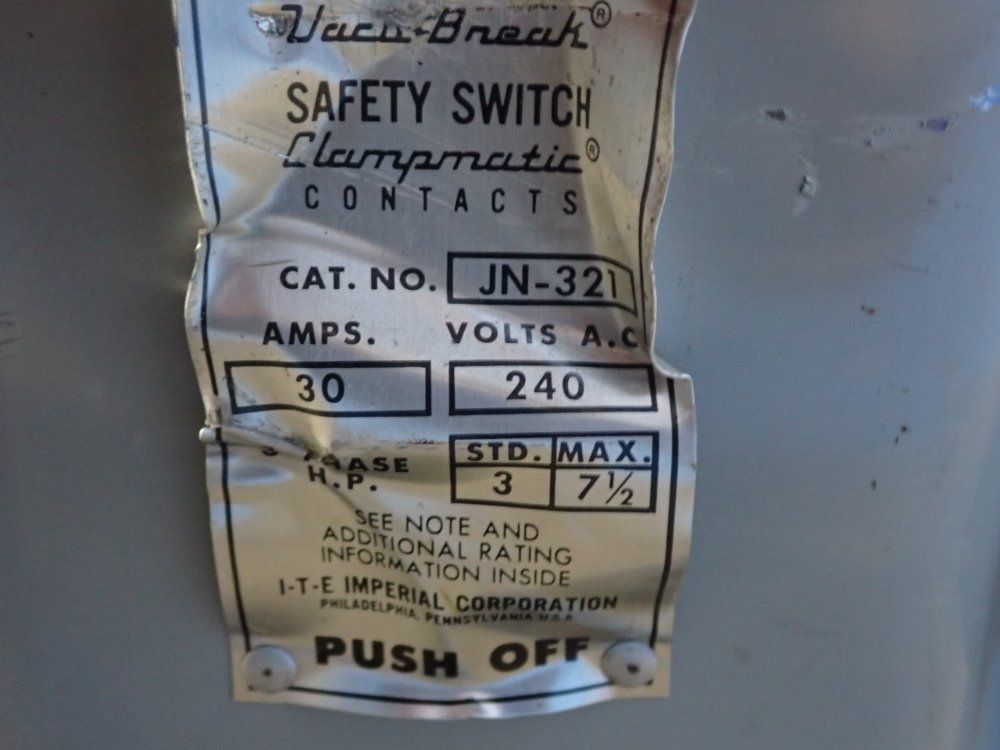 Vacu-Break®
SAFETY SWITCH
Clampmatic®
CONTACTS
CAT. NO. JN-321
AMPS. VOLTS A.C
30 240
3 PHASE H.P. STD. MAX.
3 7½
SEE NOTE AND
ADDITIONAL RATING
INFORMATION INSIDE
I-T-E IMPERIAL CORPORATION
PHILADELPHIA, PENNSYLVANIA U.S.A
PUSH OFF